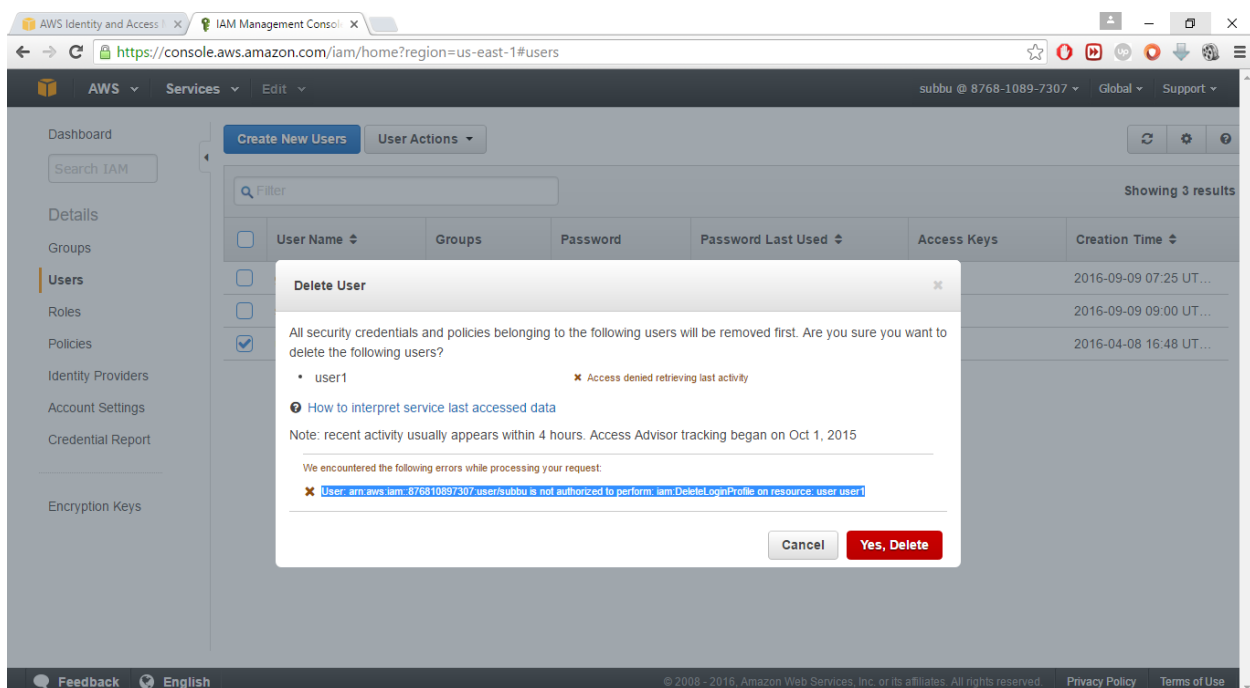 AWS Identity and Access
IAM Management Consol
https://console.aws.amazon.com/iam/home?region=us-east-1#users
AWS Services Edit subbu @ 8768-1089-7307 Global Support
Dashboard
Search IAM
Details
Groups
Users
Roles
Policies
Identity Providers
Account Settings
Credential Report
Encryption Keys
Create New Users User Actions
Filter
Showing 3 results
User Name Groups Password Password Last Used Access Keys Creation Time
2016-09-09 07:25 UT...
2016-09-09 09:00 UT...
2016-04-08 16:48 UT...
Delete User
All security credentials and policies belonging to the following users will be removed first. Are you sure you want to
delete the following users?
• user1 Access denied retrieving last activity
How to interpret service last accessed data
Note: recent activity usually appears within 4 hours. Access Advisor tracking began on Oct 1, 2015
We encountered the following errors while processing your request:
User: arn:aws:iam::876810897307:user/subbu is not authorized to perform: iam:DeleteLoginProfile on resource: user user1
Cancel Yes, Delete
Feedback English © 2008 - 2016, Amazon Web Services, Inc. or its affiliates. All rights reserved. Privacy Policy Terms of Use